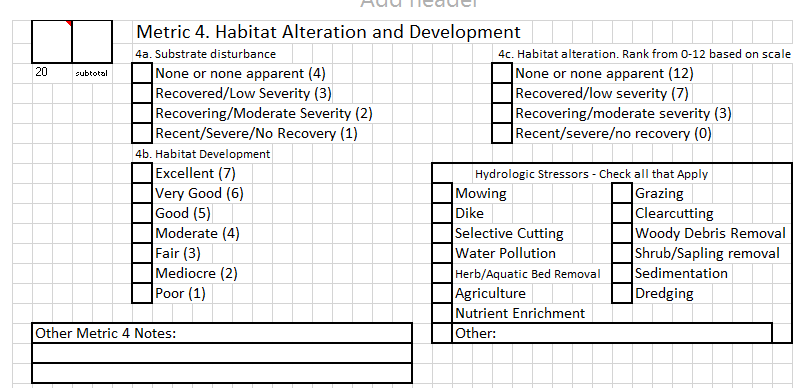 Add header
Metric 4. Habitat Alteration and Development
20 subtotal
4a. Substrate disturbance
None or none apparent (4)
Recovered/Low Severity (3)
Recovering/Moderate Severity (2)
Recent/Severe/No Recovery (1)
4b. Habitat Development
Excellent (7)
Very Good (6)
Good (5)
Moderate (4)
Fair (3)
Mediocre (2)
Poor (1)
4c. Habitat alteration. Rank from 0-12 based on scale
None or none apparent (12)
Recovered/low severity (7)
Recovering/moderate severity (3)
Recent/severe/no recovery (0)
Hydrologic Stressors - Check all that Apply
Mowing
Dike
Selective Cutting
Water Pollution
Herb/Aquatic Bed Removal
Agriculture
Nutrient Enrichment
Other:
Grazing
Clearcutting
Woody Debris Removal
Shrub/Sapling removal
Sedimentation
Dredging
Other Metric 4 Notes: